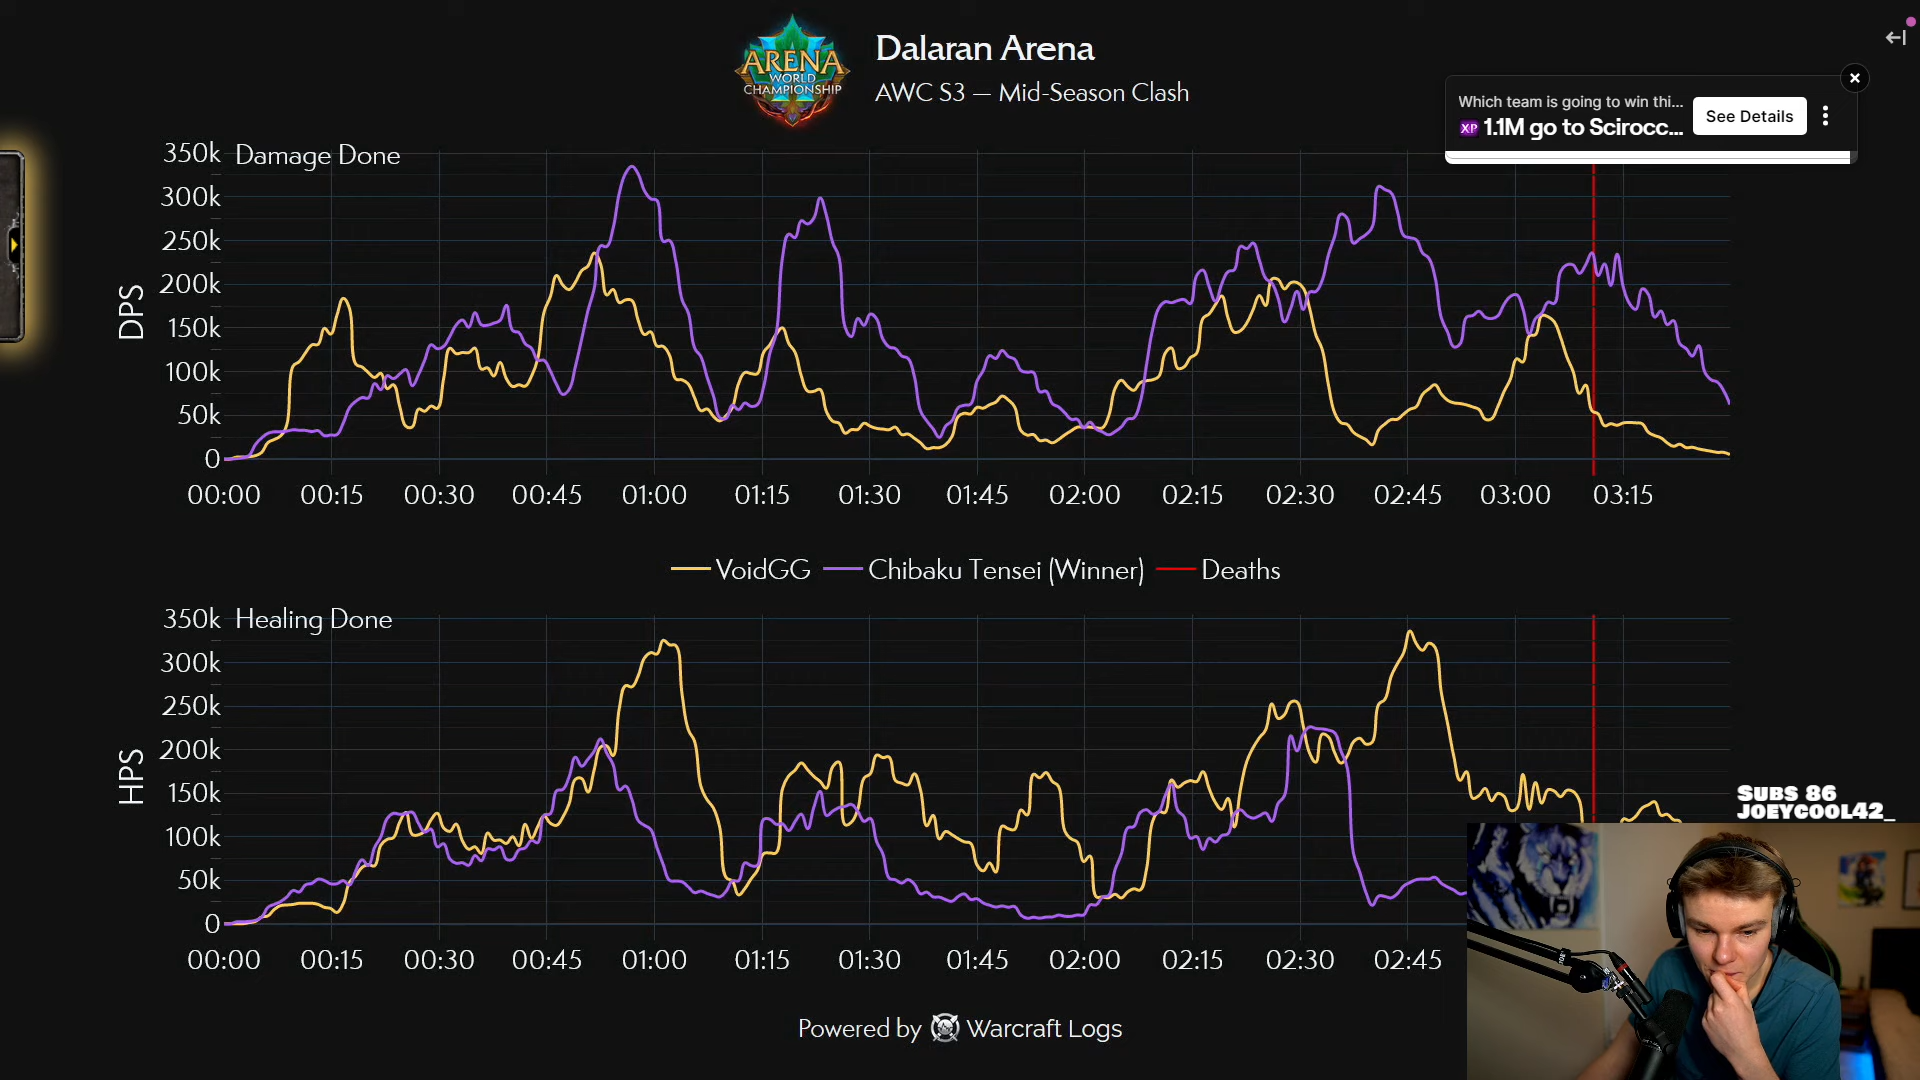 ARENA
WORLD
CHAMPIONSHIP
Dalaran Arena
AWC S3 — Mid-Season Clash
Which team is going to win thi...
XP 1.1M go to Scirocc...
See Details
Damage Done
350k
300k
250k
200k
150k
100k
50k
0
DPS
00:00 00:15 00:30 00:45 01:00 01:15 01:30 01:45 02:00 02:15 02:30 02:45 03:00 03:15
VoidGG Chibaku Tensei (Winner) Deaths
Healing Done
350k
300k
250k
200k
150k
100k
50k
0
HPS
00:00 00:15 00:30 00:45 01:00 01:15 01:30 01:45 02:00 02:15 02:30 02:45
SUBS 86
JOEYCOOL42_
Powered by Warcraft Logs